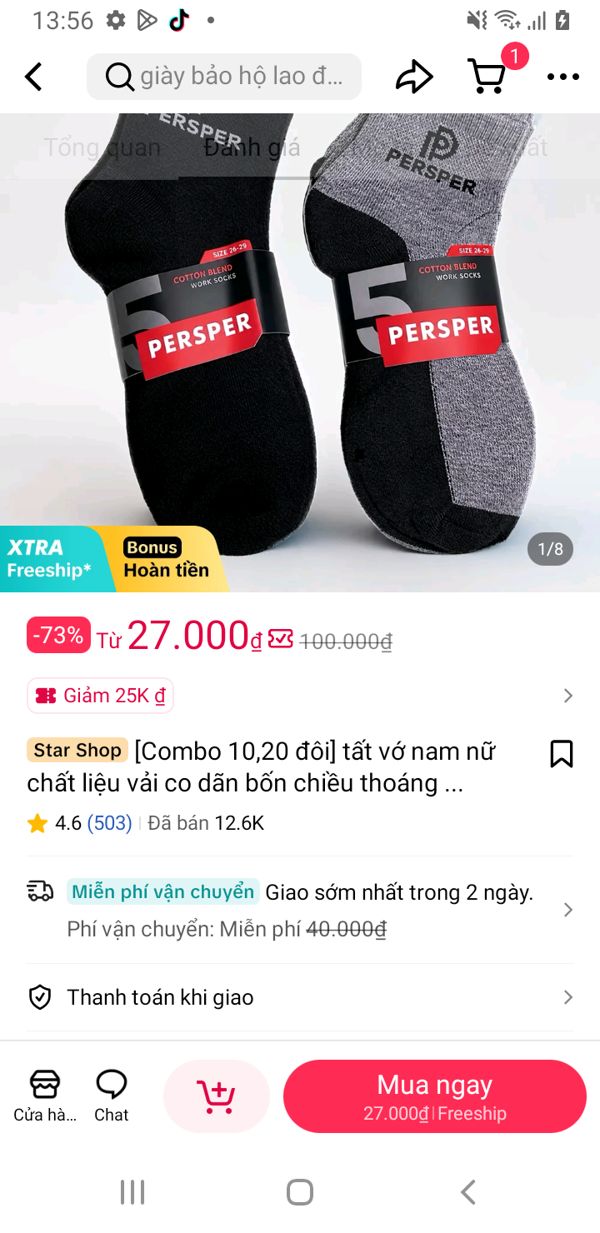 13:56
giày bảo hộ lao đ...
1
Tổng quan Đánh giá
PERSPER
PERSPER
SIZE 26-29
COTTON BLEND
WORK SOCKS
5
PERSPER
SIZE 26-29
COTTON BLEND
WORK SOCKS
5
PERSPER
XTRA
Freeship*
Bonus
Hoàn tiền
1/8
-73% Từ 27.000₫ 100.000₫
Giảm 25K ₫
Star Shop [Combo 10,20 đôi] tất vớ nam nữ
chất liệu vải co dãn bốn chiều thoáng ...
4.6 (503) Đã bán 12.6K
Miễn phí vận chuyển Giao sớm nhất trong 2 ngày.
Phí vận chuyển: Miễn phí 40.000₫
Thanh toán khi giao
Cửa hà...
Chat
Mua ngay
27.000₫ | Freeship